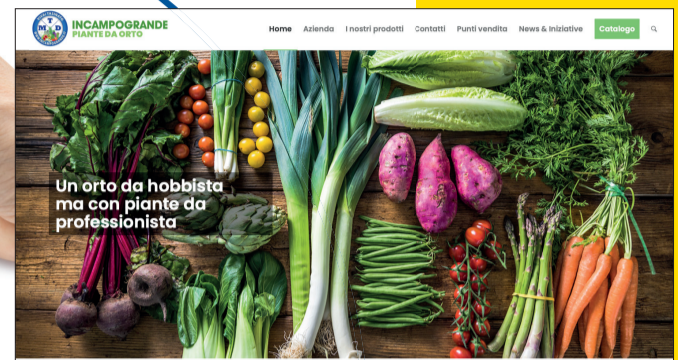 T
M D
INCAMPOGRANDE
PIANTE DA ORTO
Home Azienda I nostri prodotti Contatti Punti vendita News & Iniziative Catalogo
Un orto da hobbista
ma con piante da
professionista